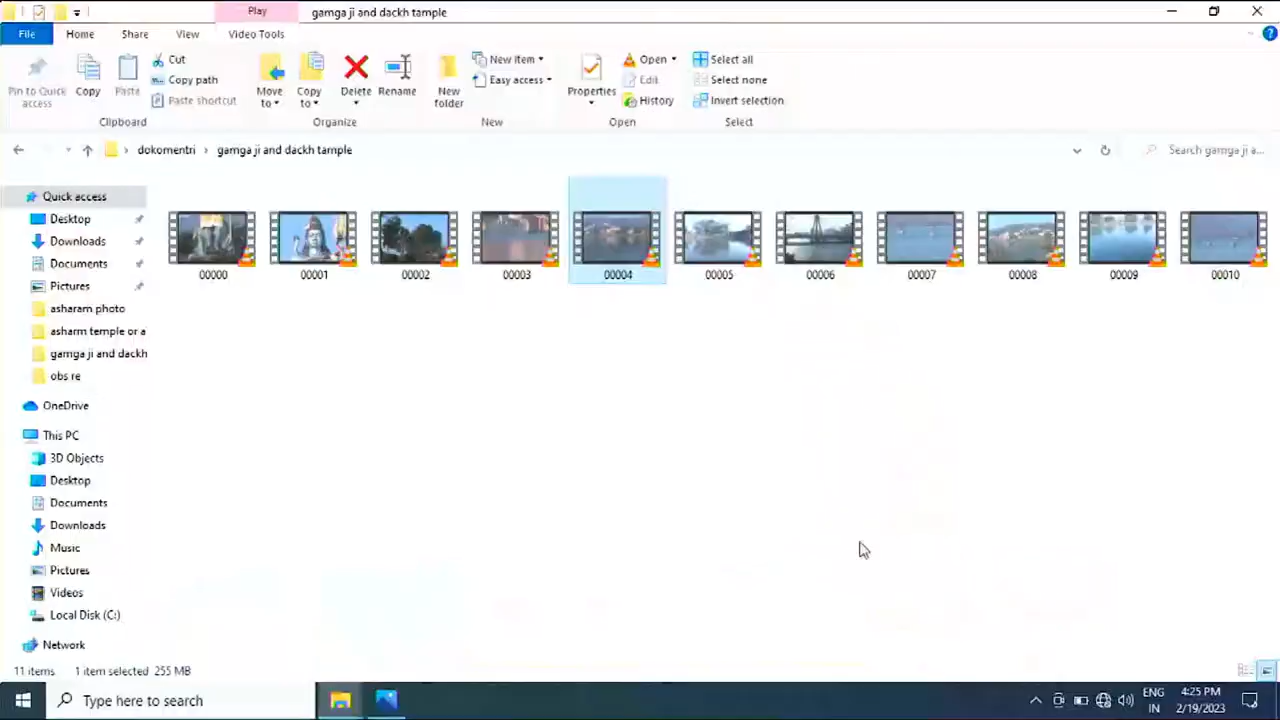 Play
gamga ji and dackh tample
File
Home
Share
View
Video Tools
Pin to Quick access
Copy
Paste
Cut
Copy path
Paste shortcut
Clipboard
Move to
Copy to
Delete
Rename
Organize
New folder
New item
Easy access
New
Properties
Open
Edit
History
Open
Select all
Select none
Invert selection
Select
dokomentri
gamga ji and dackh tample
Search gamga ji a...
Quick access
Desktop
Downloads
Documents
Pictures
asharam photo
asharm temple or a
gamga ji and dackh
obs re
OneDrive
This PC
3D Objects
Desktop
Documents
Downloads
Music
Pictures
Videos
Local Disk (C:)
Network
00000
00001
00002
00003
00004
00005
00006
00007
00008
00009
00010
11 items
1 item selected 255 MB
Type here to search
ENG
IN
4:25 PM
2/19/2023